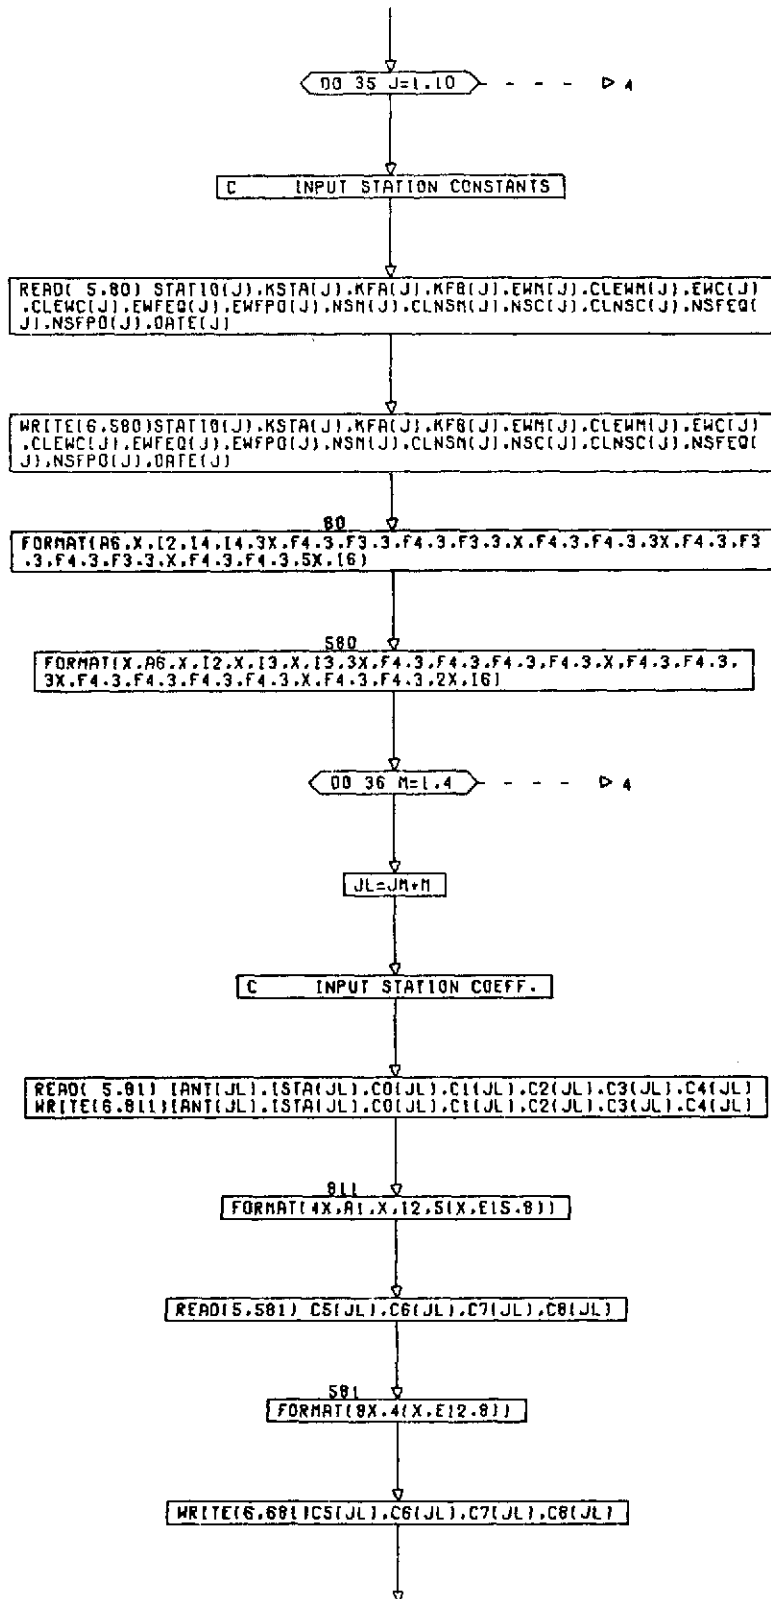 DO 35 J=1.10 4
C INPUT STATION CONSTANTS
READ( 5.80) STATIO(J).KSTA(J).KFA(J).KFB(J).EWM(J).CLEWM(J).EWC(J)
.CLEWC(J).EWFEQ(J).EWFPO(J).NSM(J).CLNSM(J).NSC(J).CLNSC(J).NSFEQ(
J).NSFPO(J).DATE(J)
WRITE(6.580)STATIO(J).KSTA(J).KFA(J).KFB(J).EWM(J).CLEWM(J).EWC(J)
.CLEWC(J).EWFEQ(J).EWFPO(J).NSM(J).CLNSM(J).NSC(J).CLNSC(J).NSFEQ(
J).NSFPO(J).DATE(J)
80
FORMAT(A6.X.I2.I4.I4.3X.F4.3.F3.3.F4.3.F3.3.X.F4.3.F4.3.3X.F4.3.F3
.3.F4.3.F3.3.X.F4.3.F4.3.5X.I6)
580
FORMAT(X.A6.X.I2.X.I3.X.I3.3X.F4.3.F4.3.F4.3.F4.3.X.F4.3.F4.3.
3X.F4.3.F4.3.F4.3.F4.3.X.F4.3.F4.3.2X.I6)
DO 36 M=1.4 4
JL=JM+M
C INPUT STATION COEFF.
READ( 5.81) IANT(JL).ISTA(JL).C0(JL).C1(JL).C2(JL).C3(JL).C4(JL)
WRITE(6.811)IANT(JL).ISTA(JL).C0(JL).C1(JL).C2(JL).C3(JL).C4(JL)
811
FORMAT(4X.A1.X.I2.5(X.E15.8))
READ(5.581) C5(JL).C6(JL).C7(JL).C8(JL)
581
FORMAT(8X.4(X.E12.8))
WRITE(6.681)C5(JL).C6(JL).C7(JL).C8(JL)